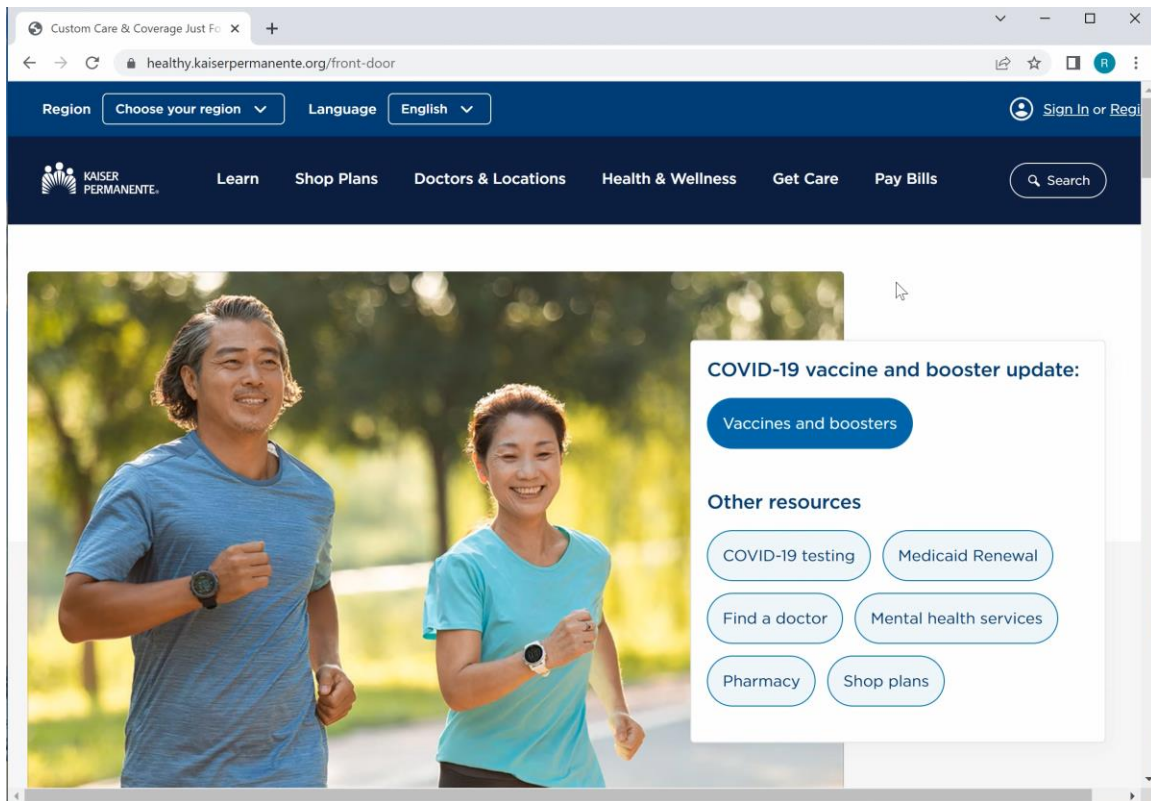 Custom Care & Coverage Just Fo
healthy.kaiserpermanente.org/front-door
R
Region Choose your region Language English Sign In or Regi
KAISER
PERMANENTE®
Learn Shop Plans Doctors & Locations Health & Wellness Get Care Pay Bills Search
COVID-19 vaccine and booster update:
Vaccines and boosters
Other resources
COVID-19 testing Medicaid Renewal
Find a doctor Mental health services
Pharmacy Shop plans